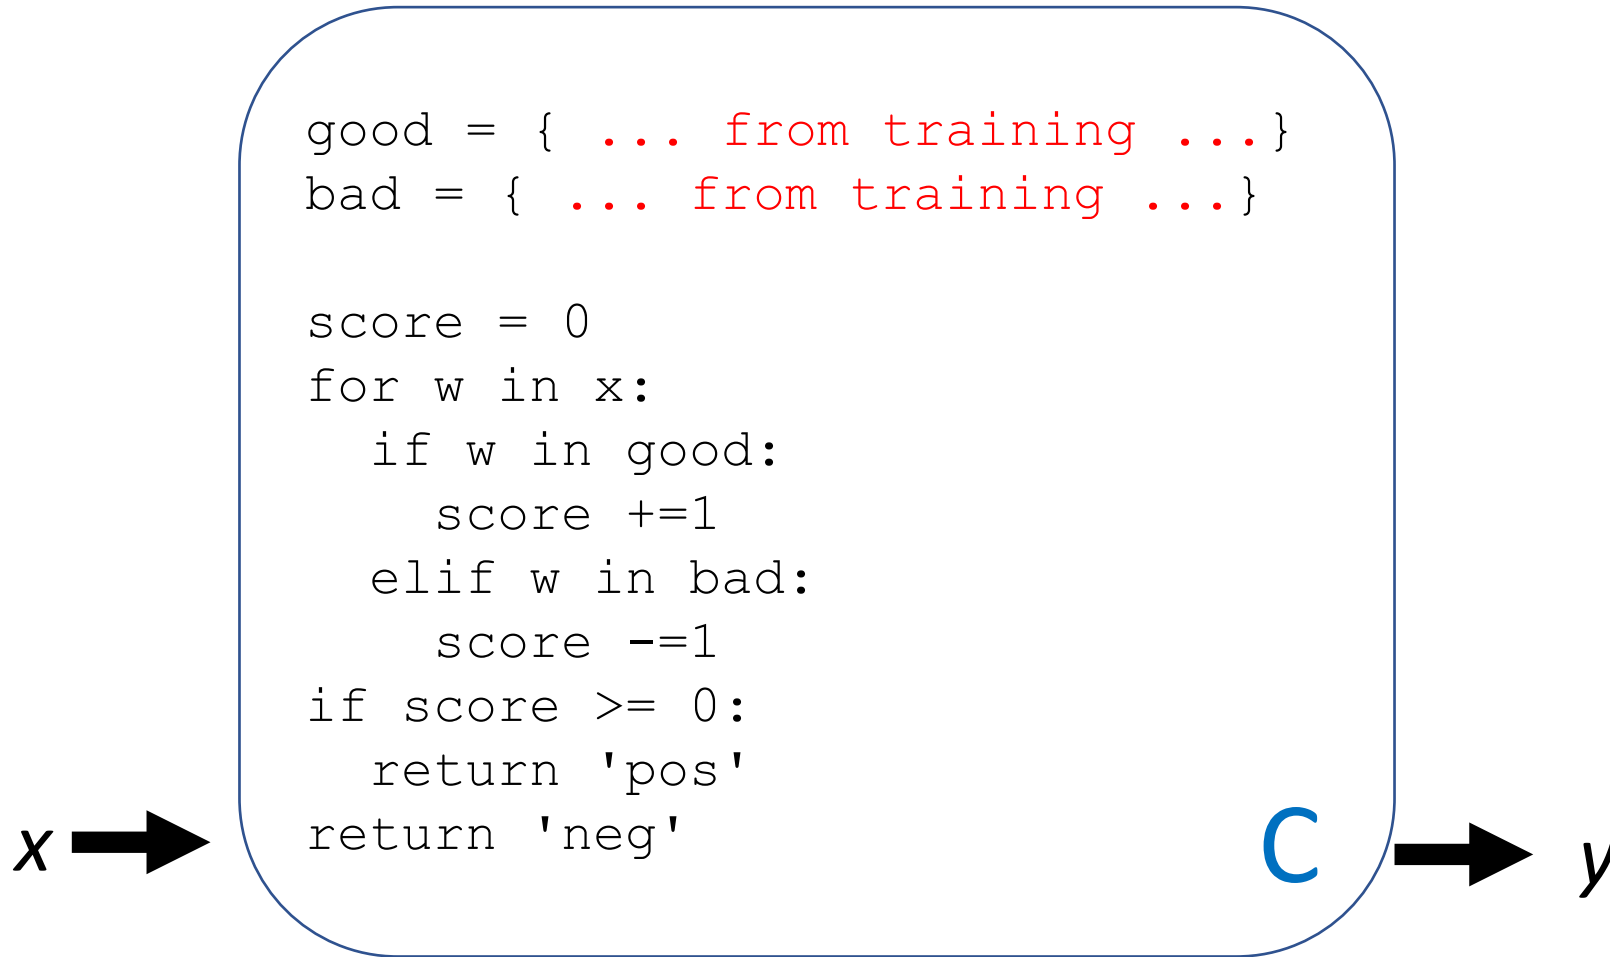 good = { ... from training ...}
bad = { ... from training ...}
score = 0
for w in x:
  if w in good:
    score +=1
  elif w in bad:
    score -=1
if score >= 0:
  return 'pos'
return 'neg'
x
C
y